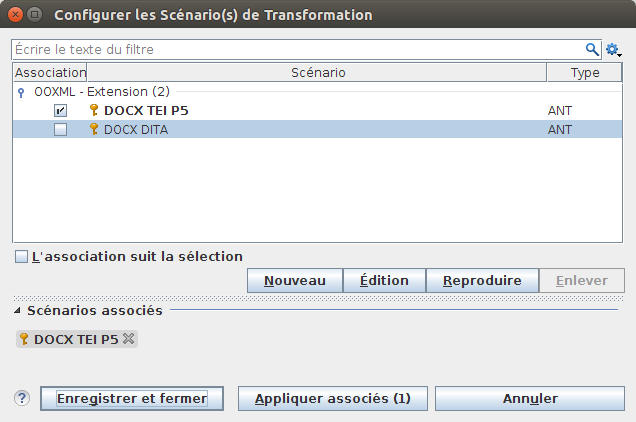 Configurer les Scénario(s) de Transformation
Écrire le texte du filtre
Association Scénario Type
OOXML - Extension (2)
DOCX TEI P5 ANT
DOCX DITA ANT
L'association suit la sélection
Nouveau Édition Reproduire Enlever
Scénarios associés
DOCX TEI P5
? Enregistrer et fermer Appliquer associés (1) Annuler